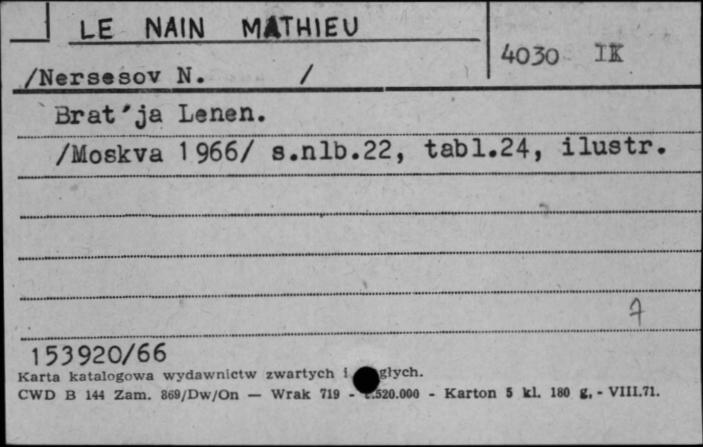 LE NAIN MATHIEU
4030 IK
/Nersesov N. /
Brat'ja Lenen.
/Moskva 1966/ s.nlb.22, tabl.24, ilustr.
7
153920/66
Karta katalogowa wydawnictw zwartych i
CWD B 144 Zam. 869/Dw/On — Wrak 719 - .520.000 - Karton 5 kl. 180 g. - VIII.71.